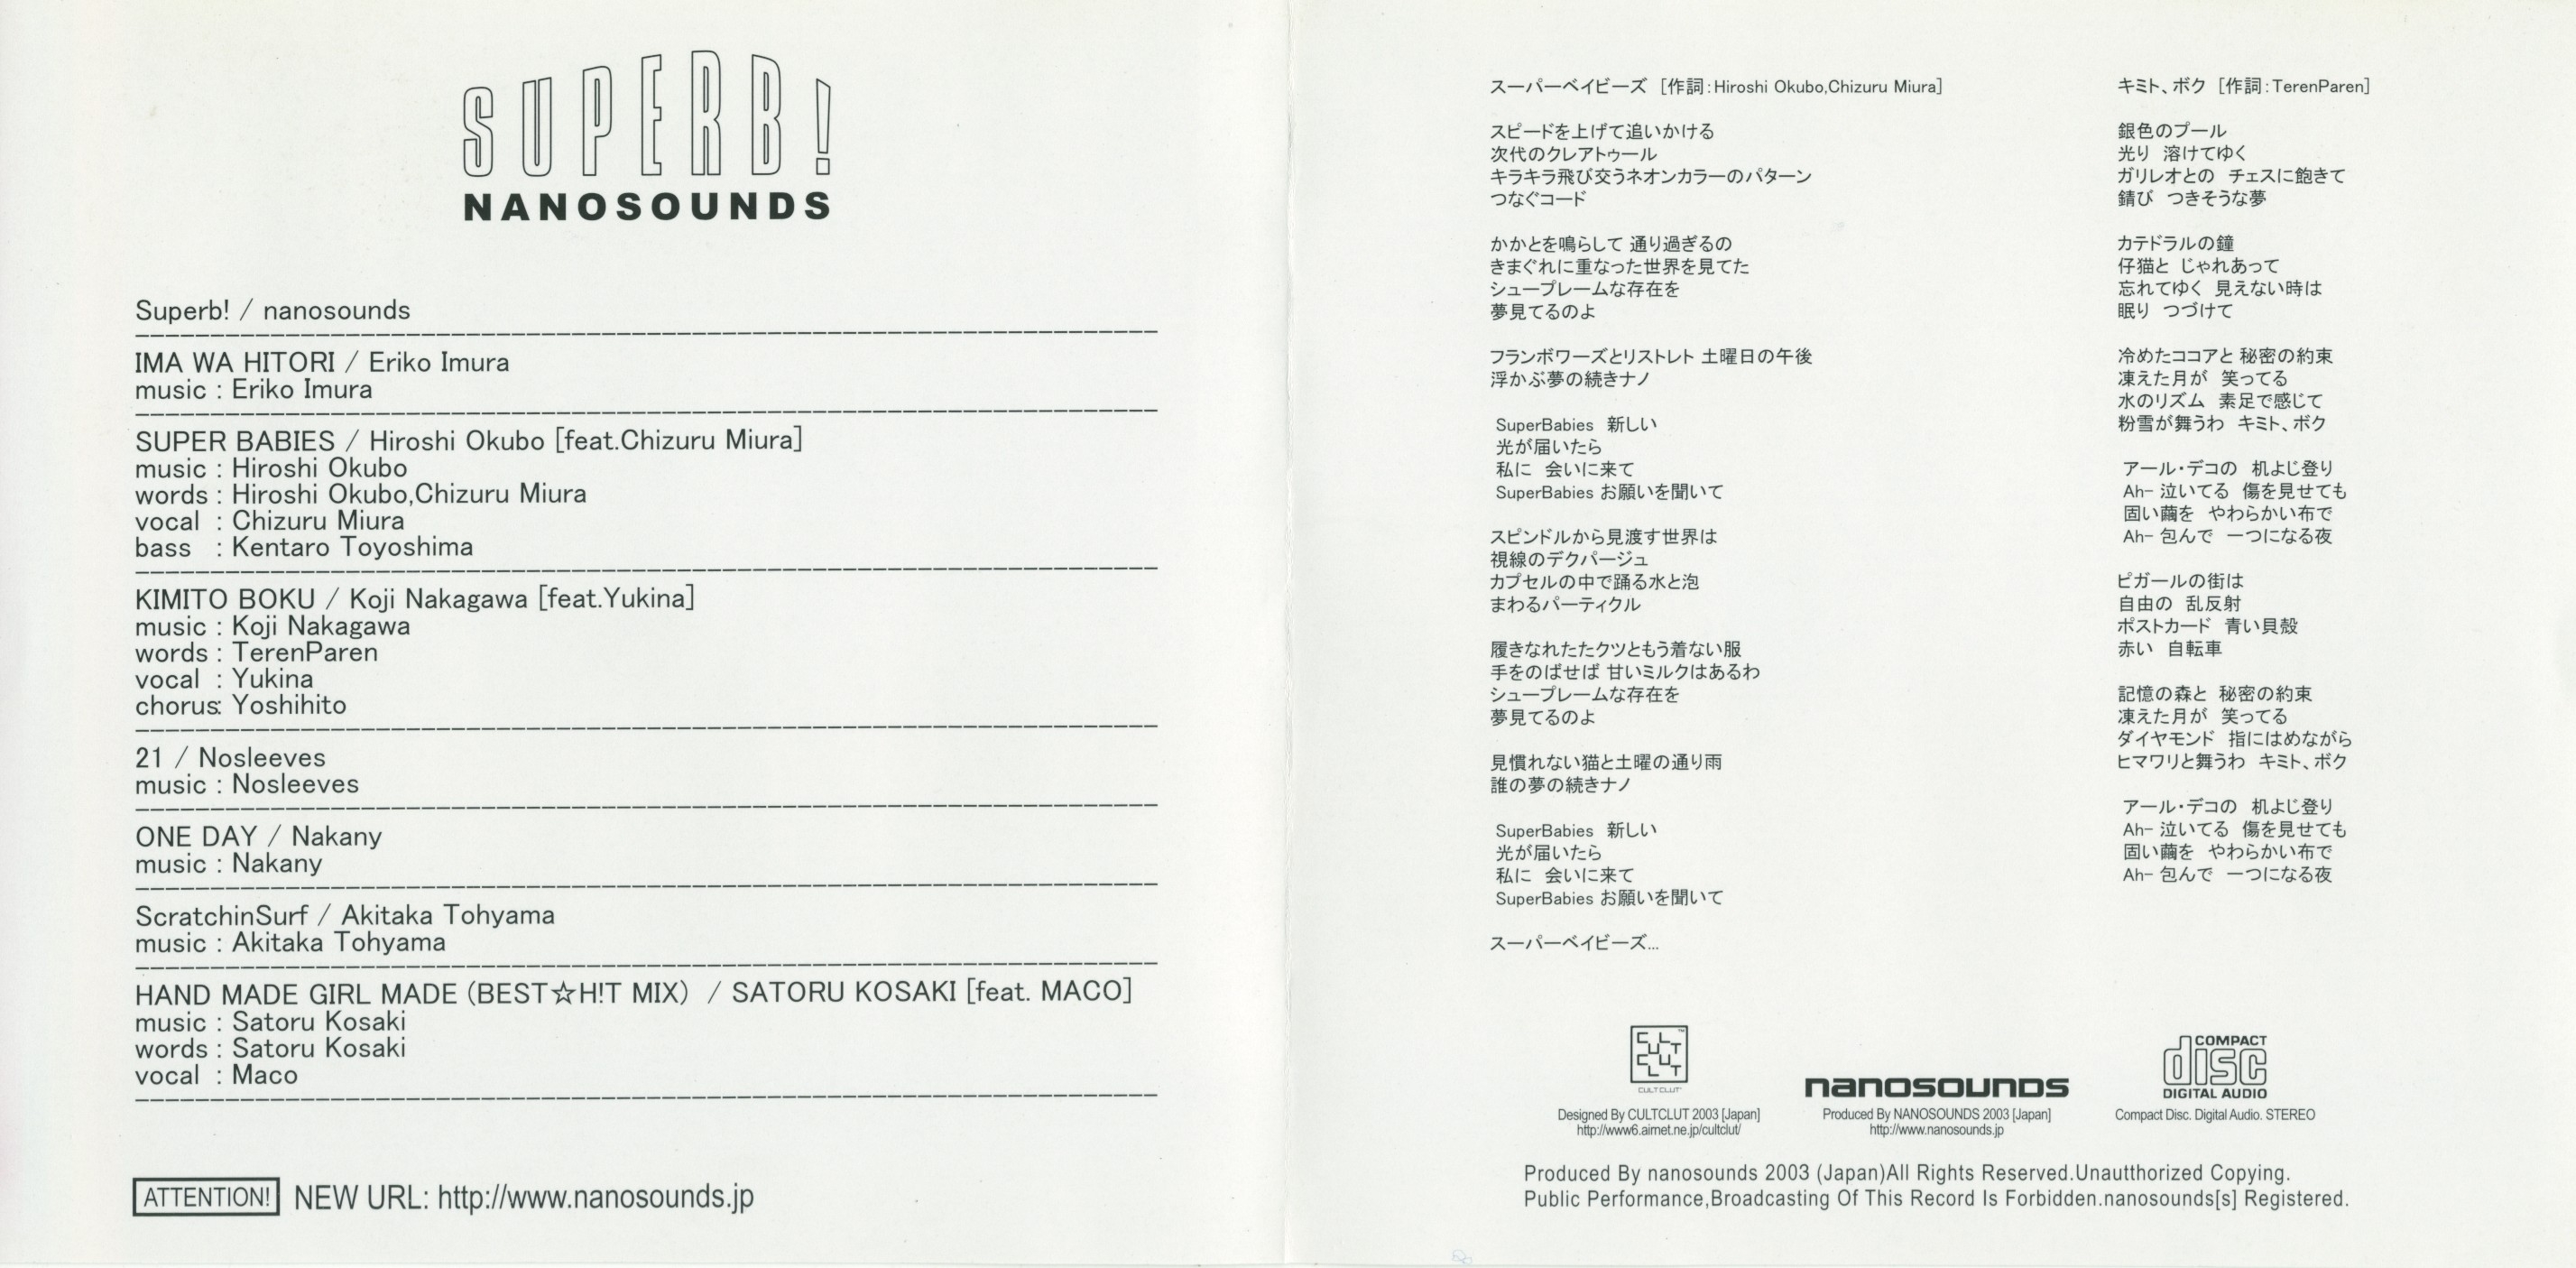 SUPERB!
NANOSOUNDS
Superb! / nanosounds
IMA WA HITORI / Eriko Imura
music : Eriko Imura
SUPER BABIES / Hiroshi Okubo [feat.Chizuru Miura]
music : Hiroshi Okubo
words : Hiroshi Okubo,Chizuru Miura
vocal : Chizuru Miura
bass : Kentaro Toyoshima
KIMITO BOKU / Koji Nakagawa [feat.Yukina]
music : Koji Nakagawa
words : TerenParen
vocal : Yukina
chorus: Yoshihito
21 / Nosleeves
music : Nosleeves
ONE DAY / Nakany
music : Nakany
ScratchinSurf / Akitaka Tohyama
music : Akitaka Tohyama
HAND MADE GIRL MADE (BEST☆H!T MIX) / SATORU KOSAKI [feat. MACO]
music : Satoru Kosaki
words : Satoru Kosaki
vocal : Maco
ATTENTION! NEW URL: http://www.nanosounds.jp
スーパーベイビーズ [作詞:Hiroshi Okubo,Chizuru Miura]
スピードを上げて追いかける
次代のクレアトゥール
キラキラ飛び交うネオンカラーのパターン
つなぐコード
かかとを鳴らして 通り過ぎるの
きまぐれに重なった世界を見てた
シュープレームな存在を
夢見てるのよ
フランボワーズとリストレト 土曜日の午後
浮かぶ夢の続きナノ
SuperBabies 新しい
光が届いたら
私に 会いに来て
SuperBabies お願いを聞いて
スピンドルから見渡す世界は
視線のデクパージュ
カプセルの中で踊る水と泡
まわるパーティクル
履きなれたたクツともう着ない服
手をのばせば 甘いミルクはあるわ
シュープレームな存在を
夢見てるのよ
見慣れない猫と土曜の通り雨
誰の夢の続きナノ
SuperBabies 新しい
光が届いたら
私に 会いに来て
SuperBabies お願いを聞いて
スーパーベイビーズ...
キミト、ボク [作詞:TerenParen]
銀色のプール
光り 溶けてゆく
ガリレオとの チェスに飽きて
錆び つきそうな夢
カテドラルの鐘
仔猫と じゃれあって
忘れてゆく 見えない時は
眠り つづけて
冷めたココアと 秘密の約束
凍えた月が 笑ってる
水のリズム 素足で感じて
粉雪が舞うわ キミト、ボク
アール・デコの 机よじ登り
Ah- 泣いてる 傷を見せても
固い繭を やわらかい布で
Ah- 包んで 一つになる夜
ピガールの街は
自由の 乱反射
ポストカード 青い貝殻
赤い 自転車
記憶の森と 秘密の約束
凍えた月が 笑ってる
ダイヤモンド 指にはめながら
ヒマワリと舞うわ キミト、ボク
アール・デコの 机よじ登り
Ah- 泣いてる 傷を見せても
固い繭を やわらかい布で
Ah- 包んで 一つになる夜
CULTCLUT™
CULTCLUT
Designed By CULTCLUT 2003 [Japan]
http://www6.airnet.ne.jp/cultclut/
nanosounds
Produced By NANOSOUNDS 2003 [Japan]
http://www.nanosounds.jp
COMPACT
disc
DIGITAL AUDIO
Compact Disc. Digital Audio. STEREO
Produced By nanosounds 2003 (Japan)All Rights Reserved.Unautthorized Copying.
Public Performance,Broadcasting Of This Record Is Forbidden.nanosounds[s] Registered.